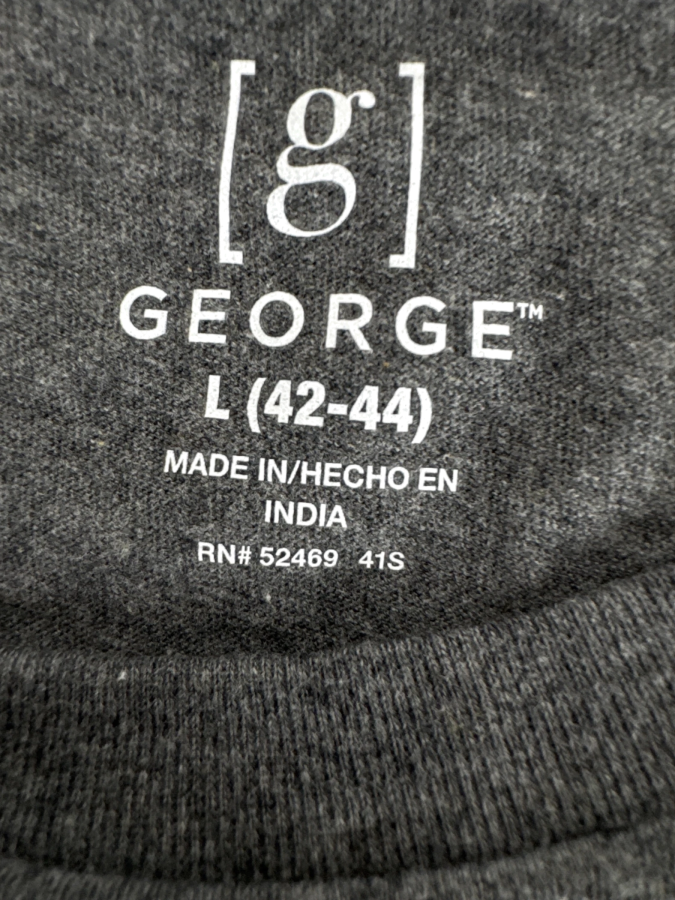 [g]
GEORGE™
L (42-44)
MADE IN/HECHO EN
INDIA
RN# 52469 41S